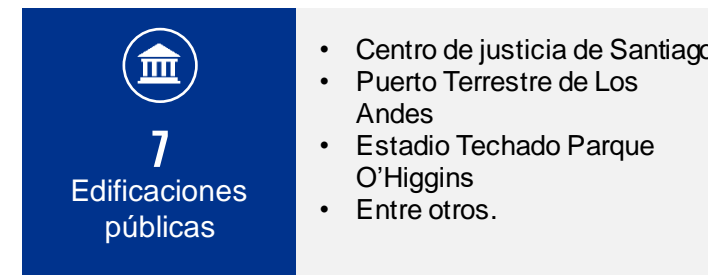 7
Edificaciones
públicas
• Centro de justicia de Santiago
• Puerto Terrestre de Los
Andes
• Estadio Techado Parque
O’Higgins
• Entre otros.